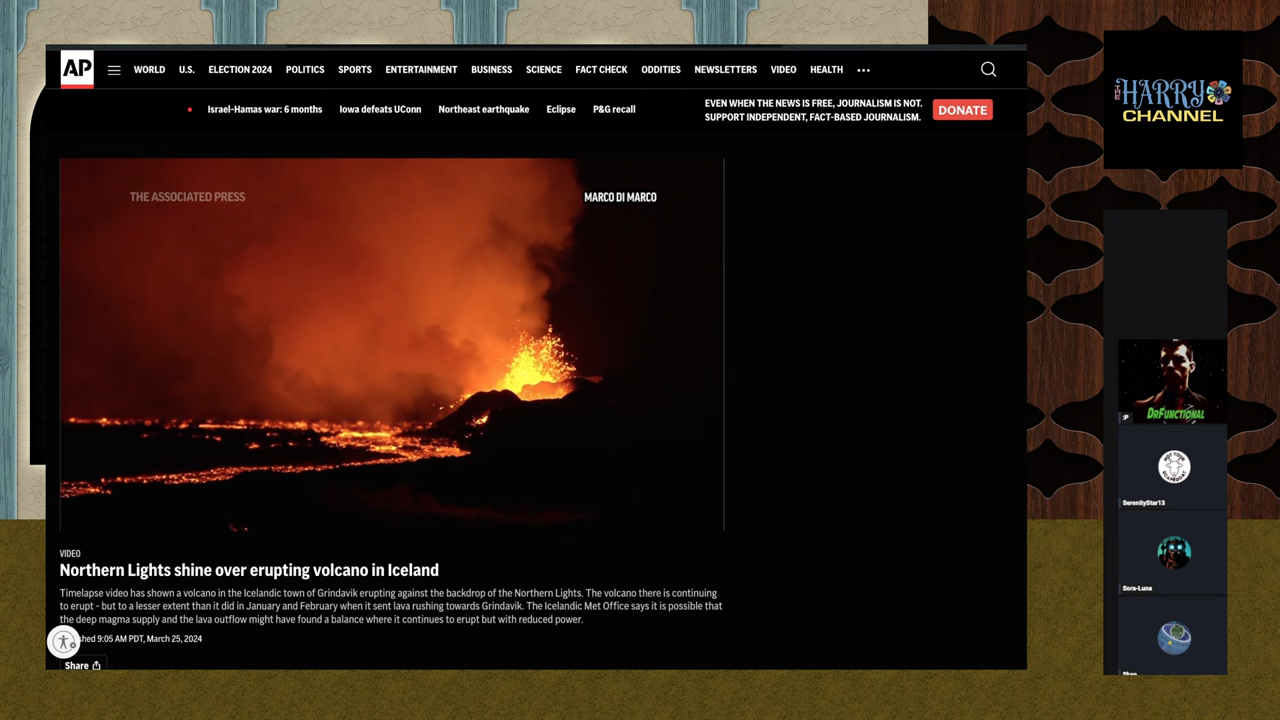 AP
WORLD U.S. ELECTION 2024 POLITICS SPORTS ENTERTAINMENT BUSINESS SCIENCE FACT CHECK ODDITIES NEWSLETTERS VIDEO HEALTH
Israel-Hamas war: 6 months Iowa defeats UConn Northeast earthquake Eclipse P&G recall
EVEN WHEN THE NEWS IS FREE, JOURNALISM IS NOT.
SUPPORT INDEPENDENT, FACT-BASED JOURNALISM.
DONATE
THE HARRY
CHANNEL
THE ASSOCIATED PRESS
MARCO DI MARCO
VIDEO
Northern Lights shine over erupting volcano in Iceland
Timelapse video has shown a volcano in the Icelandic town of Grindavik erupting against the backdrop of the Northern Lights. The volcano there is continuing
to erupt - but to a lesser extent than it did in January and February when it sent lava rushing towards Grindavik. The Icelandic Met Office says it is possible that
the deep magma supply and the lava outflow might have found a balance where it continues to erupt but with reduced power.
shed 9:05 AM PDT, March 25, 2024
Share
DRFUNCTIONAL
:P
NOT YOUR
SCAPEGOAT
SerenityStar13
Sora-Luna